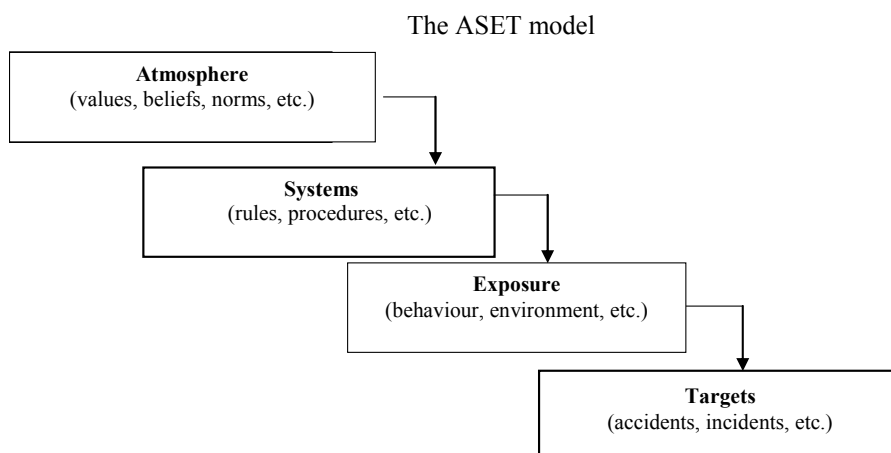 The ASET model
Atmosphere
(values, beliefs, norms, etc.)
Systems
(rules, procedures, etc.)
Exposure
(behaviour, environment, etc.)
Targets
(accidents, incidents, etc.)